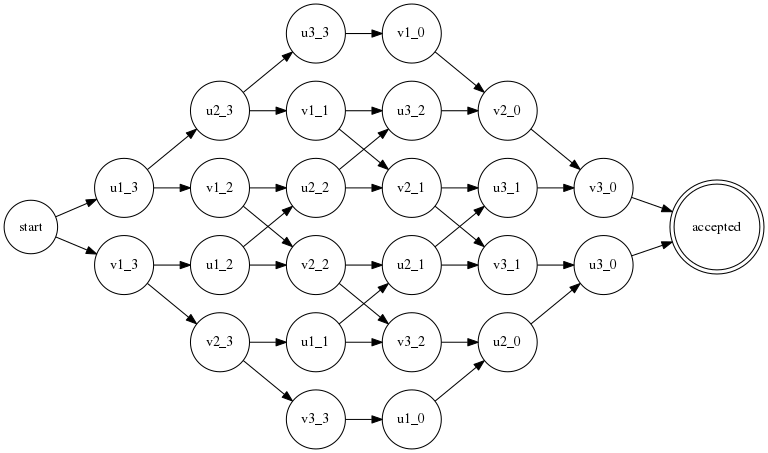 u3_3 v1_0
u2_3 v1_1 u3_2 v2_0
u1_3 v1_2 u2_2 v2_1 u3_1 v3_0
start accepted
v1_3 u1_2 v2_2 u2_1 v3_1 u3_0
v2_3 u1_1 v3_2 u2_0
v3_3 u1_0